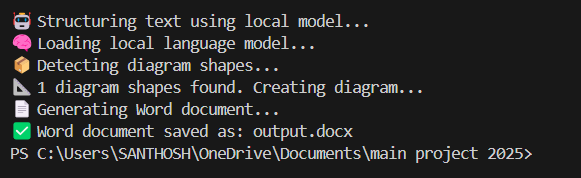 🤖 Structuring text using local model...
🧠 Loading local language model...
📦 Detecting diagram shapes...
📐 1 diagram shapes found. Creating diagram...
📄 Generating Word document...
✅ Word document saved as: output.docx
PS C:\Users\SANTHOSH\OneDrive\Documents\main project 2025>